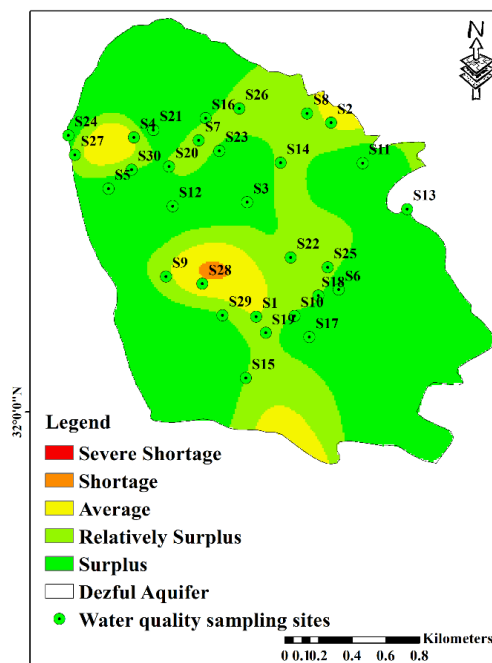 N
S26
S16
S8
S2
S21
S24
S4
S7
S27
S23
S14
S11
S30
S20
S5
S12
S3
S13
S22
S25
S9
S28
S6
S18
S29
S1
S10
S19
S17
S15
32°0'0"N
Legend
Severe Shortage
Shortage
Average
Relatively Surplus
Surplus
Dezful Aquifer
Water quality sampling sites
Kilometers
0 0.10.2 0.4 0.6 0.8